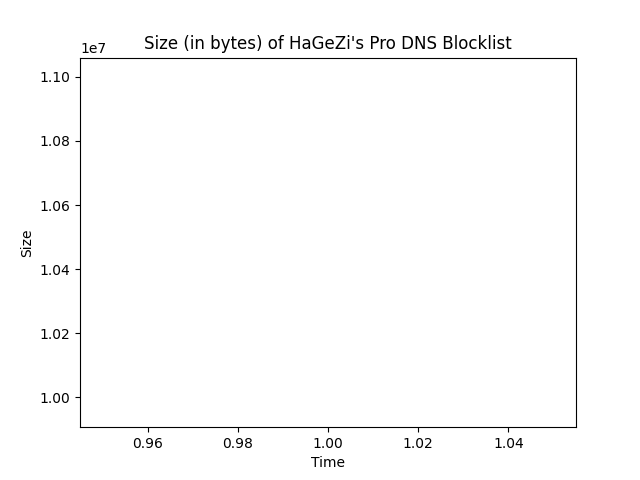 Size (in bytes) of HaGeZi's Pro DNS Blocklist
1e7
1.10
1.08
1.06
1.04
1.02
1.00
Size
0.96 0.98 1.00 1.02 1.04
Time